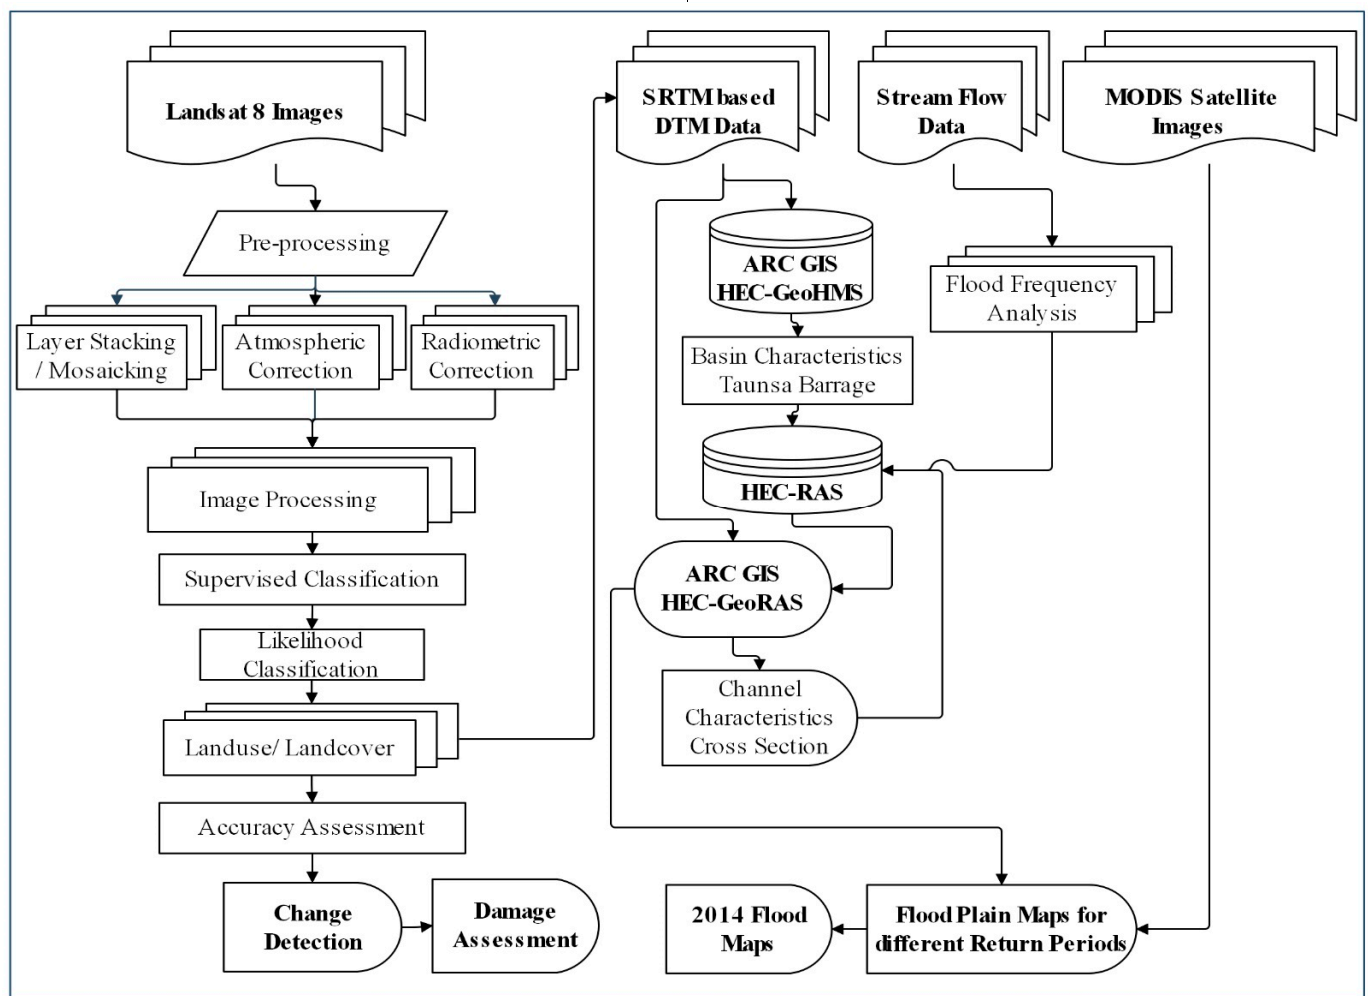 Landsat 8 Images
SRTM based
DTM Data
Stream Flow
Data
MODIS Satellite
Images
Pre-processing
ARC GIS
HEC-GeoHMS
Flood Frequency
Analysis
Layer Stacking
/ Mosaicking
Atmospheric
Correction
Radiometric
Correction
Basin Characteristics
Taunsa Barrage
Image Processing
HEC-RAS
Supervised Classification
ARC GIS
HEC-GeoRAS
Likelihood
Classification
Channel
Characteristics
Cross Section
Landuse/ Landcover
Accuracy Assessment
Change
Detection
Damage
Assessment
2014 Flood
Maps
Flood Plain Maps for
different Return Periods